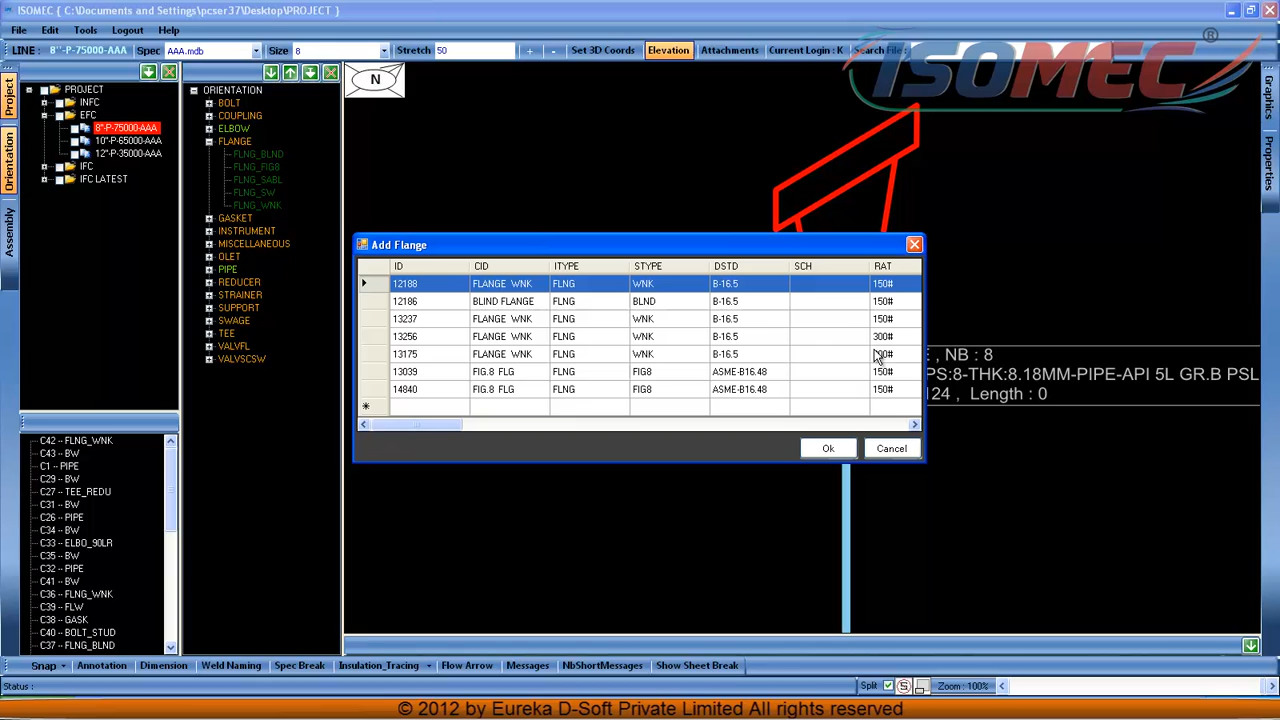 ISOMEC { C:\Documents and Settings\pcser37\Desktop\PROJECT }
File Edit Tools Logout Help
LINE: 8"-P-75000-AAA Spec AAA.mdb Size 8 Stretch 50 + - Set 3D Coords Elevation Attachments Current Login : K Search File :
ISOMEC ®
Project
Orientation
Assembly
PROJECT
INFC
EFC
8"-P-75000-AAA
10"-P-65000-AAA
12"-P-35000-AAA
IFC
IFC LATEST
ORIENTATION
BOLT
COUPLING
ELBOW
FLANGE
FLNG_BLND
FLNG_FIG8
FLNG_SABL
FLNG_SW
FLNG_WNK
GASKET
INSTRUMENT
MISCELLANEOUS
OLET
PIPE
REDUCER
STRAINER
SUPPORT
SWAGE
TEE
VALVFL
VALVSCSW
N
Graphics
Properties
Add Flange
ID CID ITYPE STYPE DSTD SCH RAT
12188 FLANGE WNK FLNG WNK B-16.5 150#
12186 BLIND FLANGE FLNG BLND B-16.5 150#
13237 FLANGE WNK FLNG WNK B-16.5 150#
13256 FLANGE WNK FLNG WNK B-16.5 300#
13175 FLANGE WNK FLNG WNK B-16.5
13039 FIG.8 FLG FLNG FIG8 ASME-B16.48 150#
14840 FIG.8 FLG FLNG FIG8 ASME-B16.48 150#
Ok Cancel
, NB : 8
PS:8-THK:8.18MM-PIPE-API 5L GR.B PSL
124 , Length : 0
C42 -- FLNG_WNK
C43 -- BW
C1 -- PIPE
C29 -- BW
C27 -- TEE_REDU
C31 -- BW
C26 -- PIPE
C34 -- BW
C33 -- ELBO_90LR
C35 -- BW
C32 -- PIPE
C41 -- BW
C36 -- FLNG_WNK
C39 -- FLW
C38 -- GASK
C40 -- BOLT_STUD
C37 -- FLNG_BLND
Snap Annotation Dimension Weld Naming Spec Break Insulation_Tracing Flow Arrow Messages NbShortMessages Show Sheet Break
Status : Split Zoom : 100%
© 2012 by Eureka D-Soft Private Limited All rights reserved